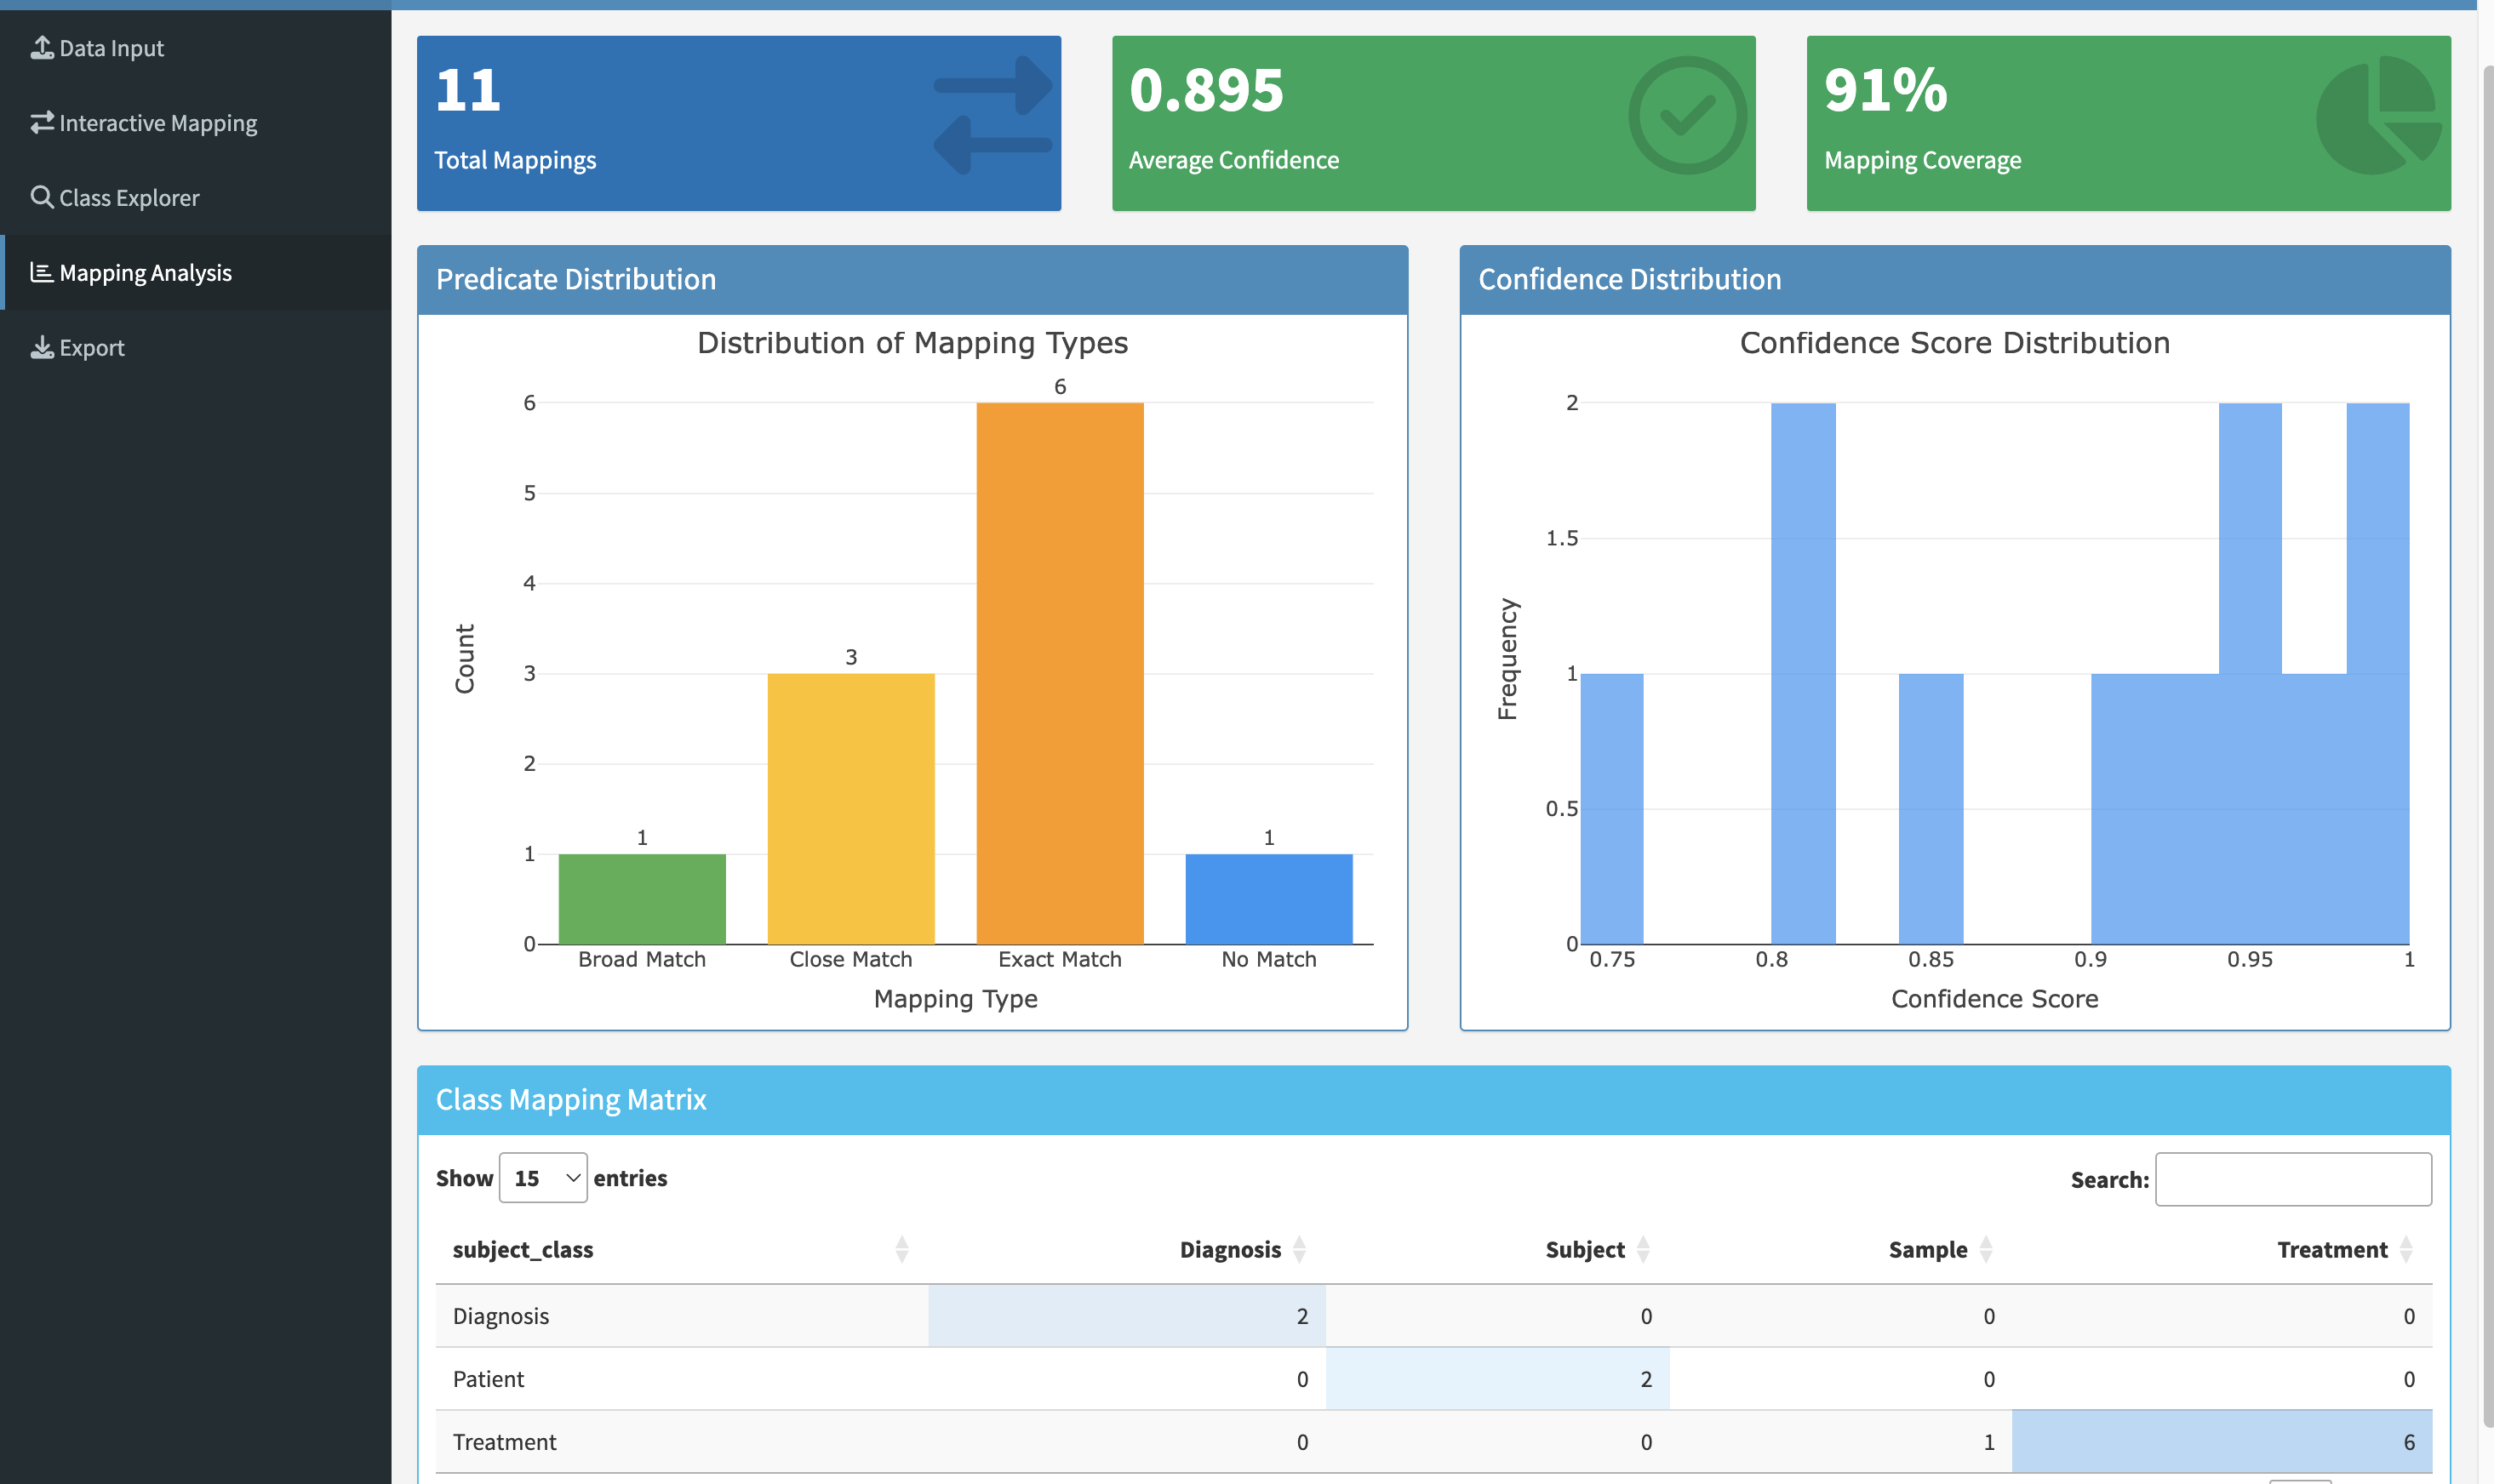 Data Input
Interactive Mapping
Class Explorer
Mapping Analysis
Export
11
Total Mappings
0.895
Average Confidence
91%
Mapping Coverage
Predicate Distribution
Distribution of Mapping Types
6
5
4
3
2
1
0
Count
1
3
6
1
Broad Match Close Match Exact Match No Match
Mapping Type
Confidence Distribution
Confidence Score Distribution
2
1.5
1
0.5
0
Frequency
0.75 0.8 0.85 0.9 0.95 1
Confidence Score
Class Mapping Matrix
Show 15 entries
Search:
subject_class Diagnosis Subject Sample Treatment
Diagnosis 2 0 0 0
Patient 0 2 0 0
Treatment 0 0 1 6